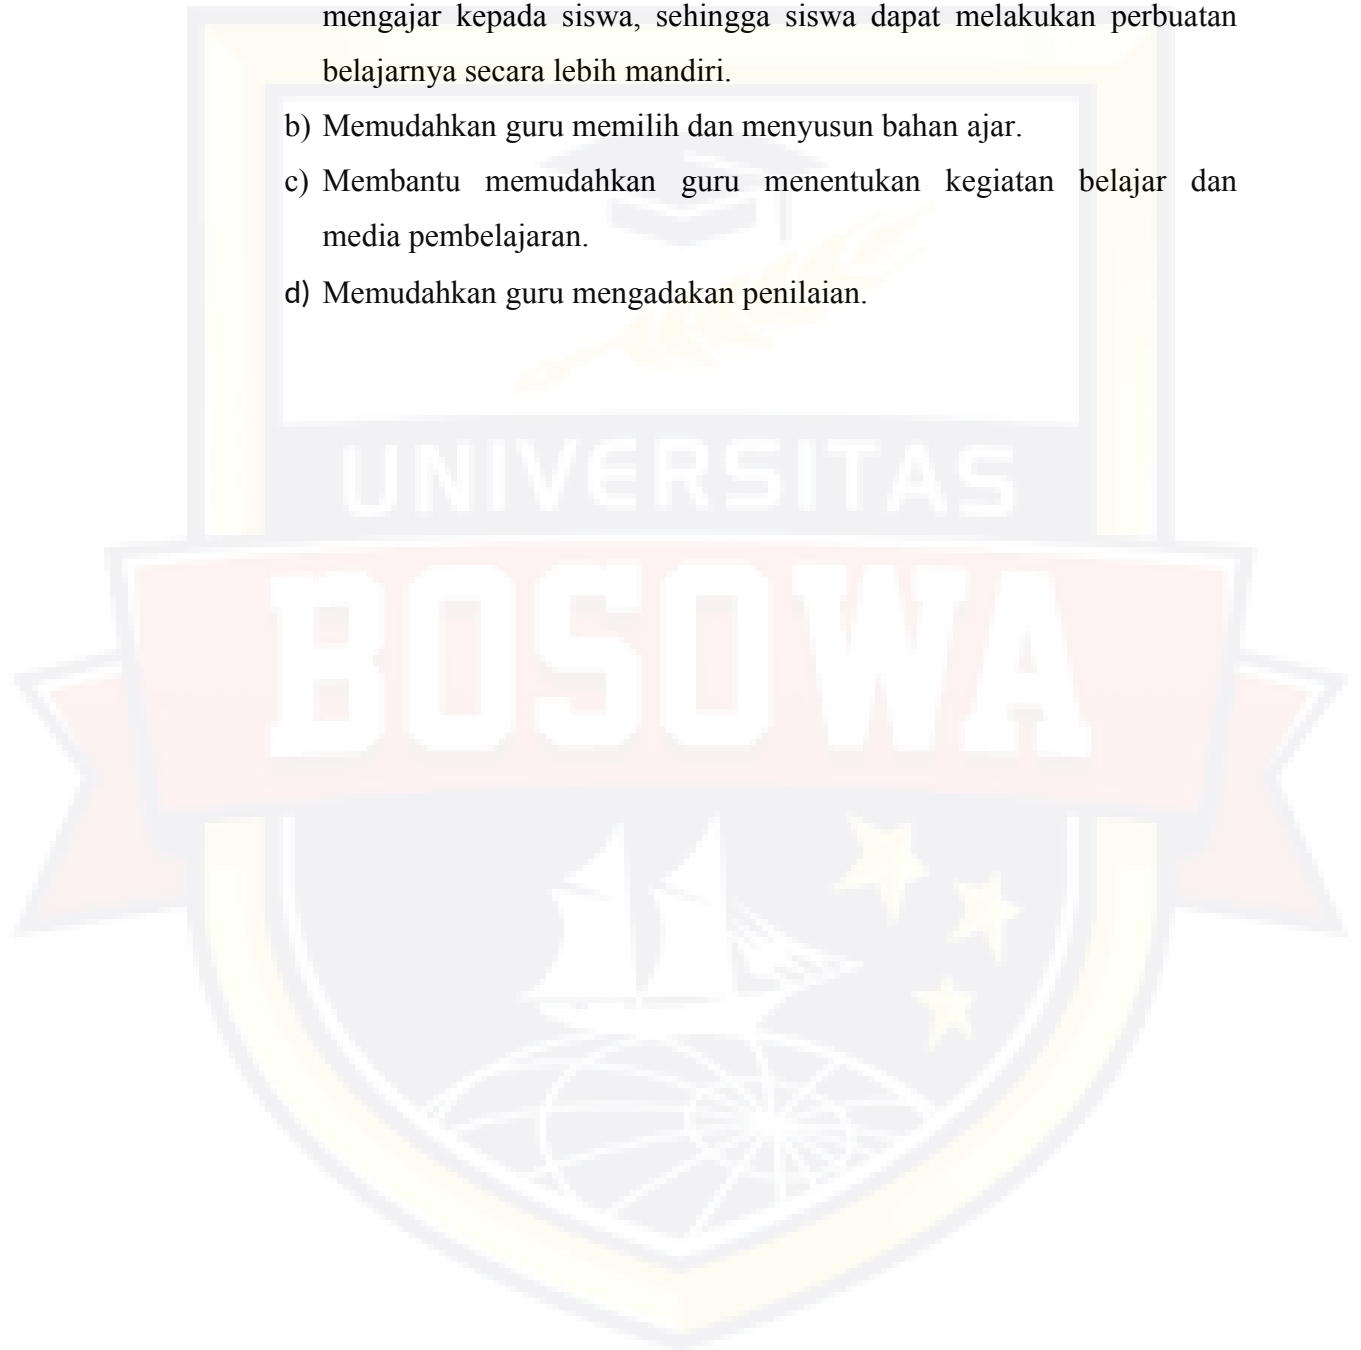 mengajar kepada siswa, sehingga siswa dapat melakukan perbuatan
belajarnya secara lebih mandiri.
b) Memudahkan guru memilih dan menyusun bahan ajar.
c) Membantu memudahkan guru menentukan kegiatan belajar dan
media pembelajaran.
d) Memudahkan guru mengadakan penilaian.
UNIVERSITAS
BOSOWA